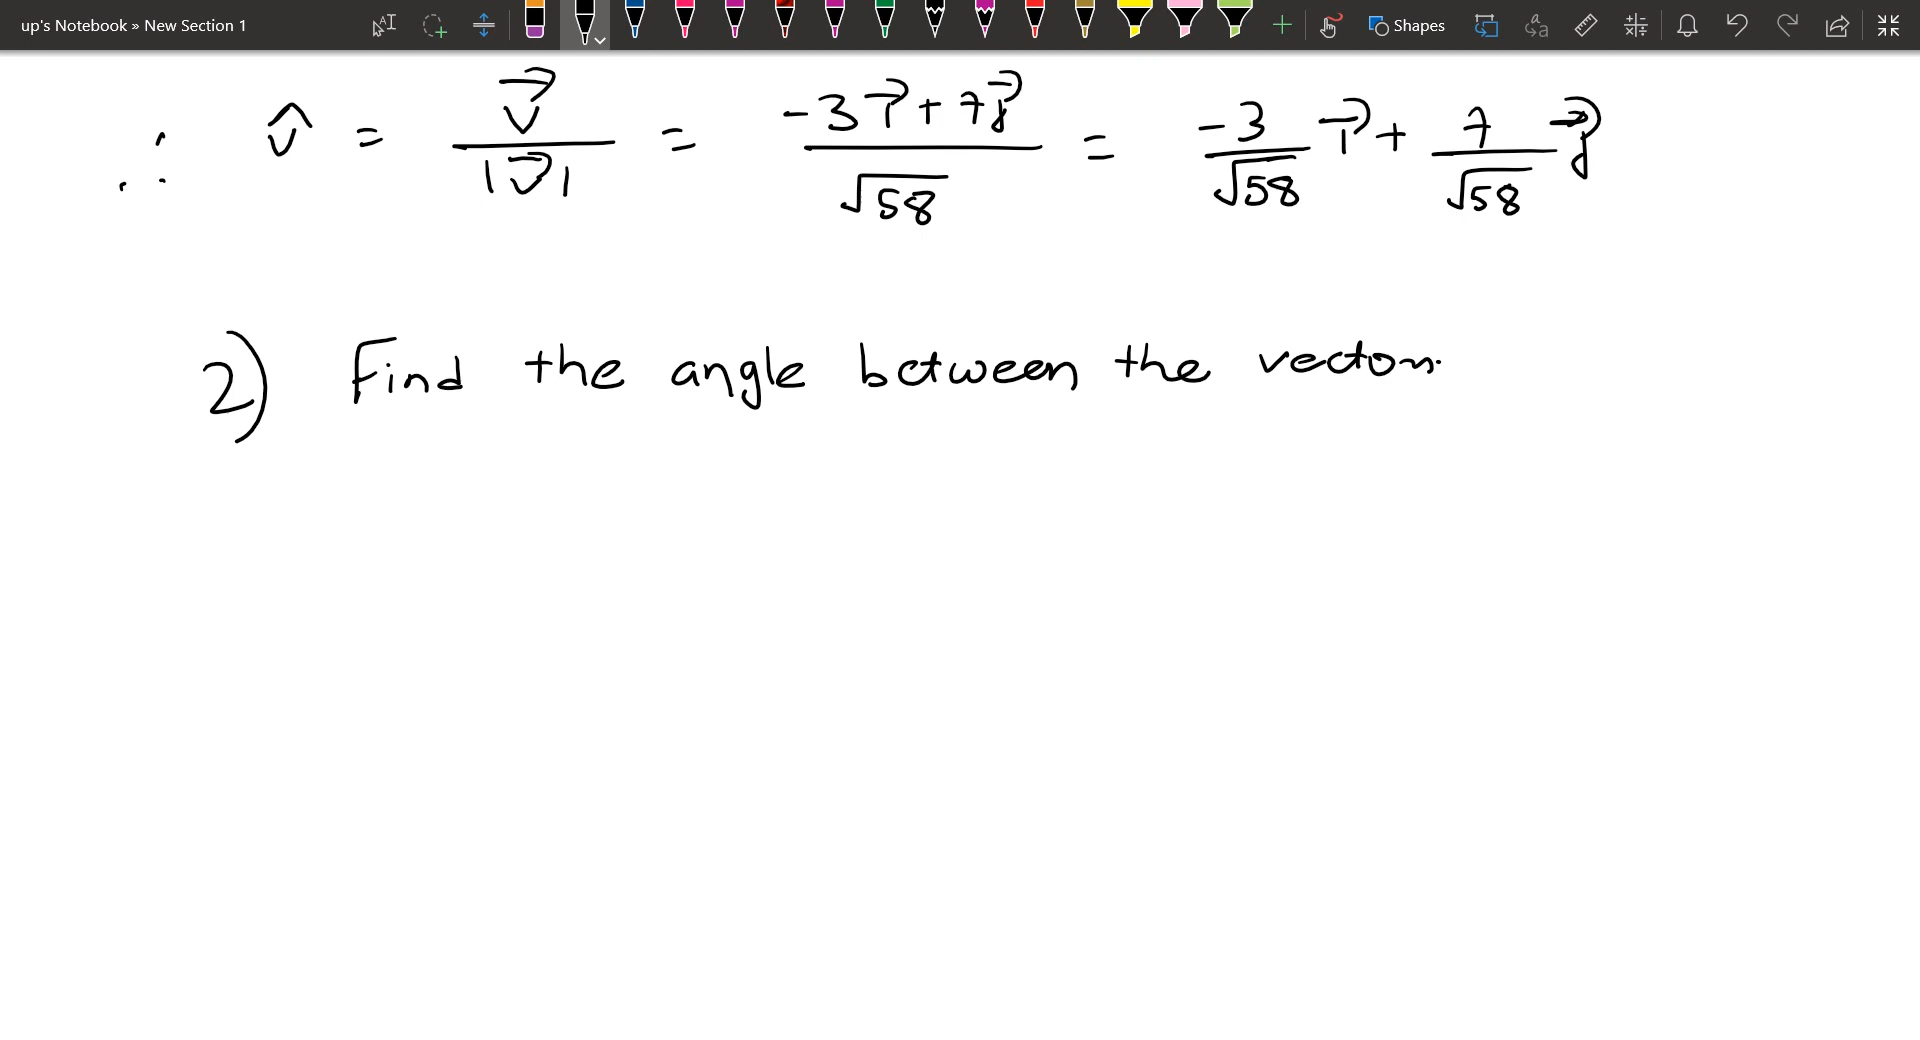 up's Notebook » New Section 1 Shapes
∴ v̂ = v⃗ / |v⃗| = (-3i⃗ + 7j⃗) / √58 = -3/√58 i⃗ + 7/√58 j⃗
2) Find the angle between the vectors